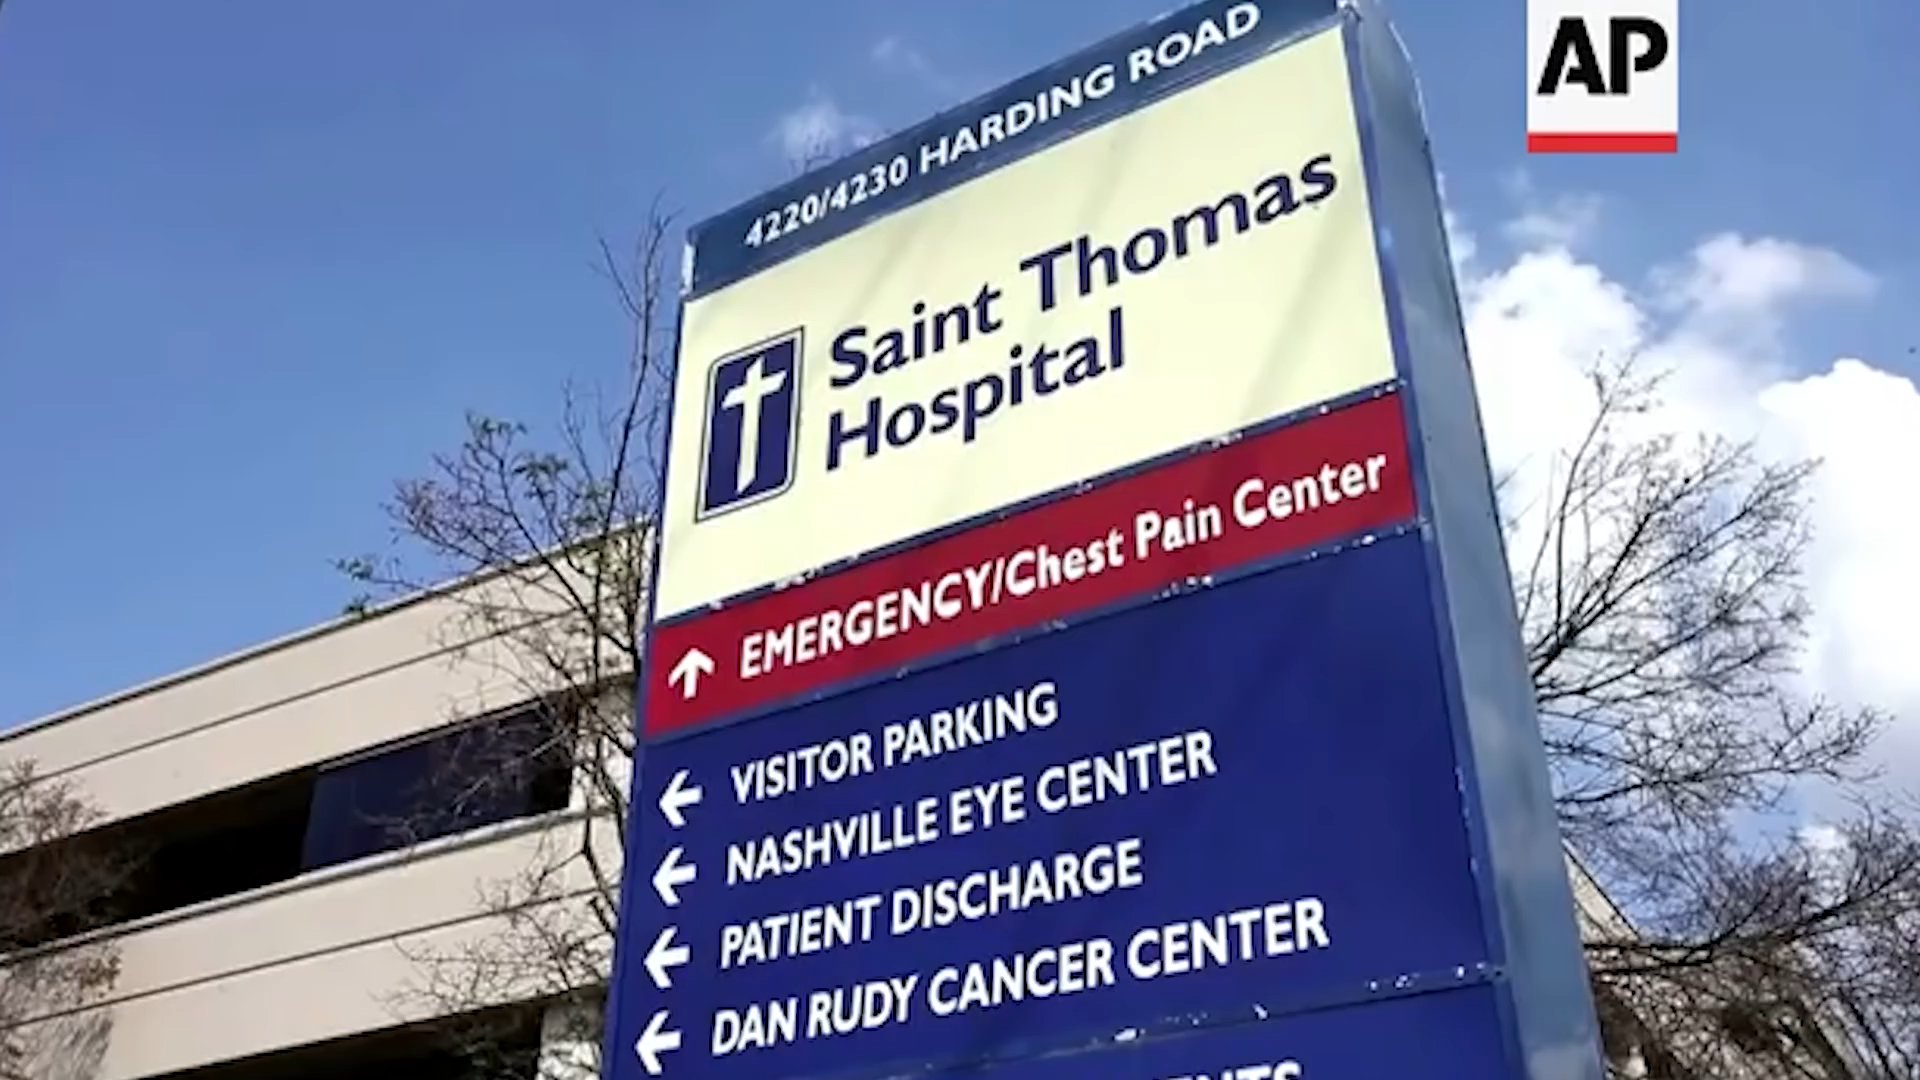 AP
4220/4230 HARDING ROAD
Saint Thomas
Hospital
EMERGENCY/Chest Pain Center
VISITOR PARKING
NASHVILLE EYE CENTER
PATIENT DISCHARGE
DAN RUDY CANCER CENTER